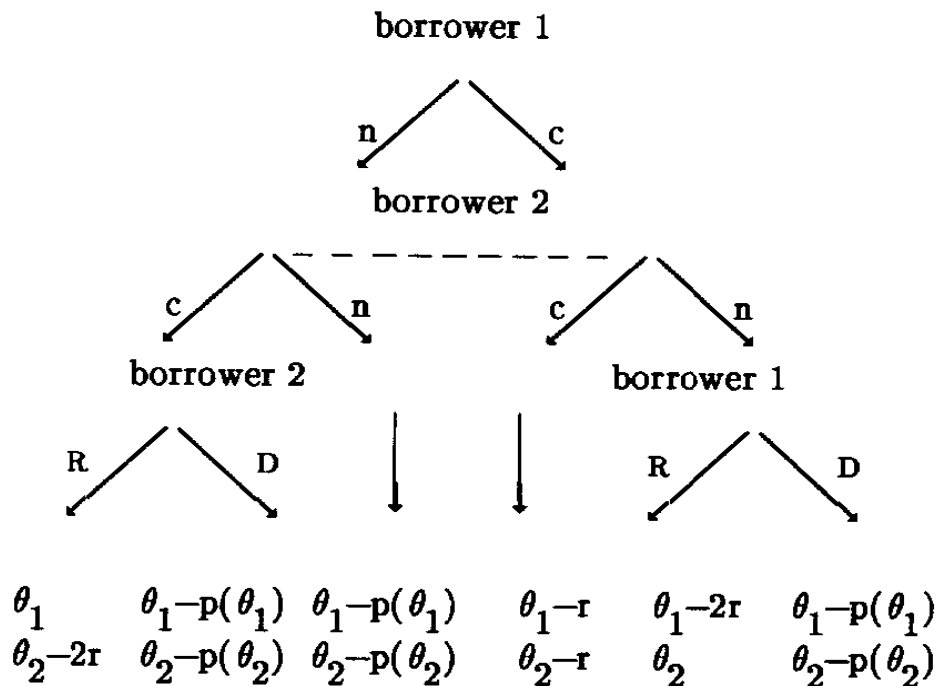 borrower 1
n c
borrower 2
c n c n
borrower 2 borrower 1
R D R D
θ₁ θ₁−p(θ₁) θ₁−p(θ₁) θ₁−r θ₁−2r θ₁−p(θ₁)
θ₂−2r θ₂−p(θ₂) θ₂−p(θ₂) θ₂−r θ₂ θ₂−p(θ₂)